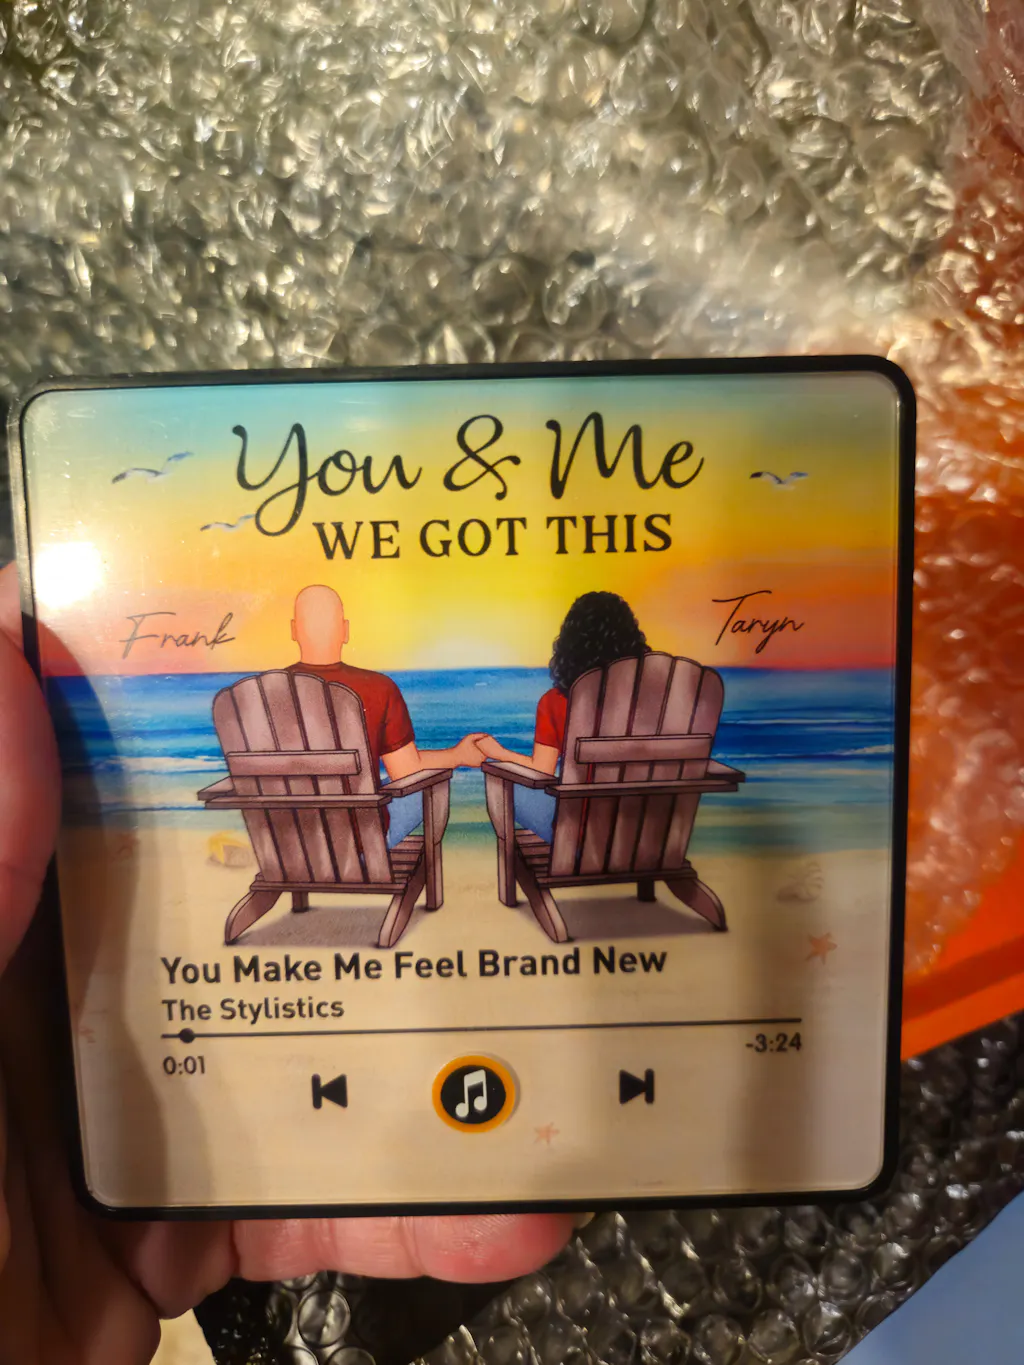 You & Me
WE GOT THIS
Frank
Taryn
You Make Me Feel Brand New
The Stylistics
0:01
-3:24